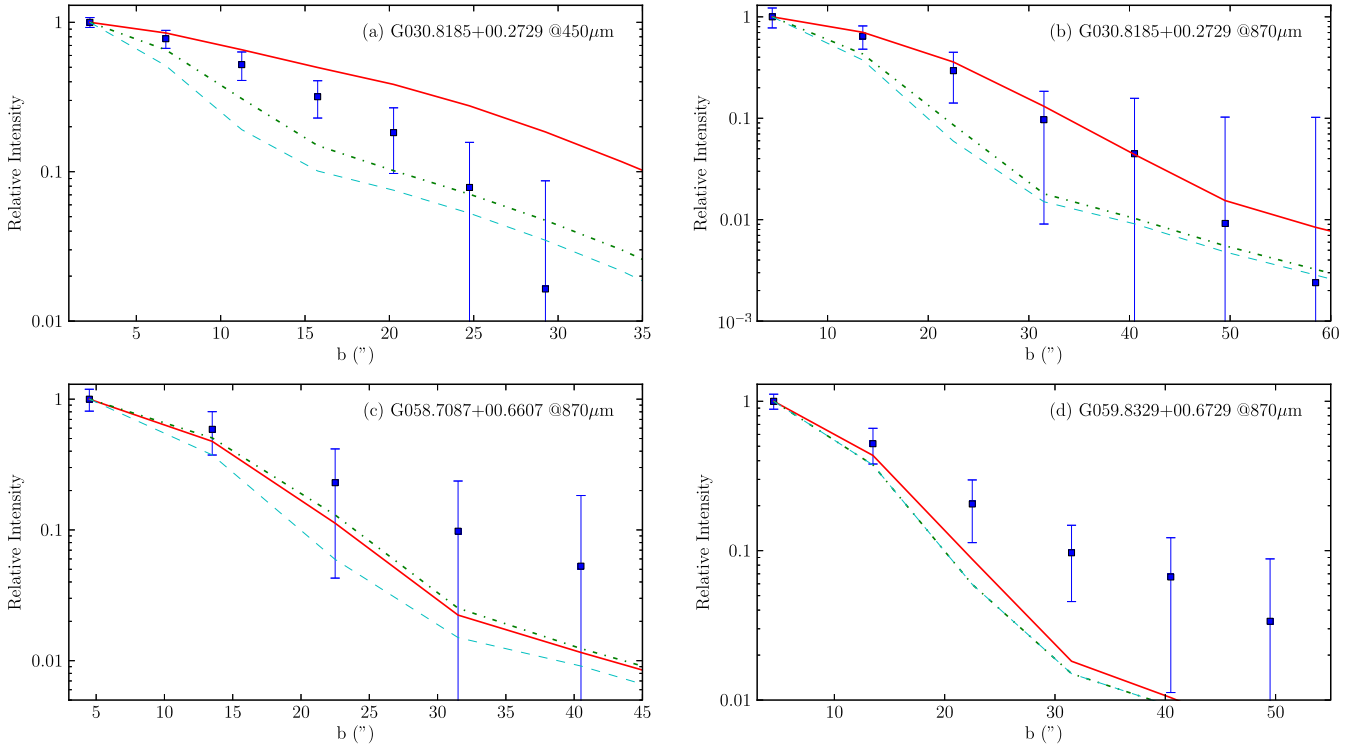 (a) G030.8185+00.2729 @450μm
Relative Intensity
1
0.1
0.01
5 10 15 20 25 30 35
b (”)
(b) G030.8185+00.2729 @870μm
Relative Intensity
1
0.1
0.01
10⁻³
10 20 30 40 50 60
b (”)
(c) G058.7087+00.6607 @870μm
Relative Intensity
1
0.1
0.01
5 10 15 20 25 30 35 40 45
b (”)
(d) G059.8329+00.6729 @870μm
Relative Intensity
1
0.1
0.01
10 20 30 40 50
b (”)